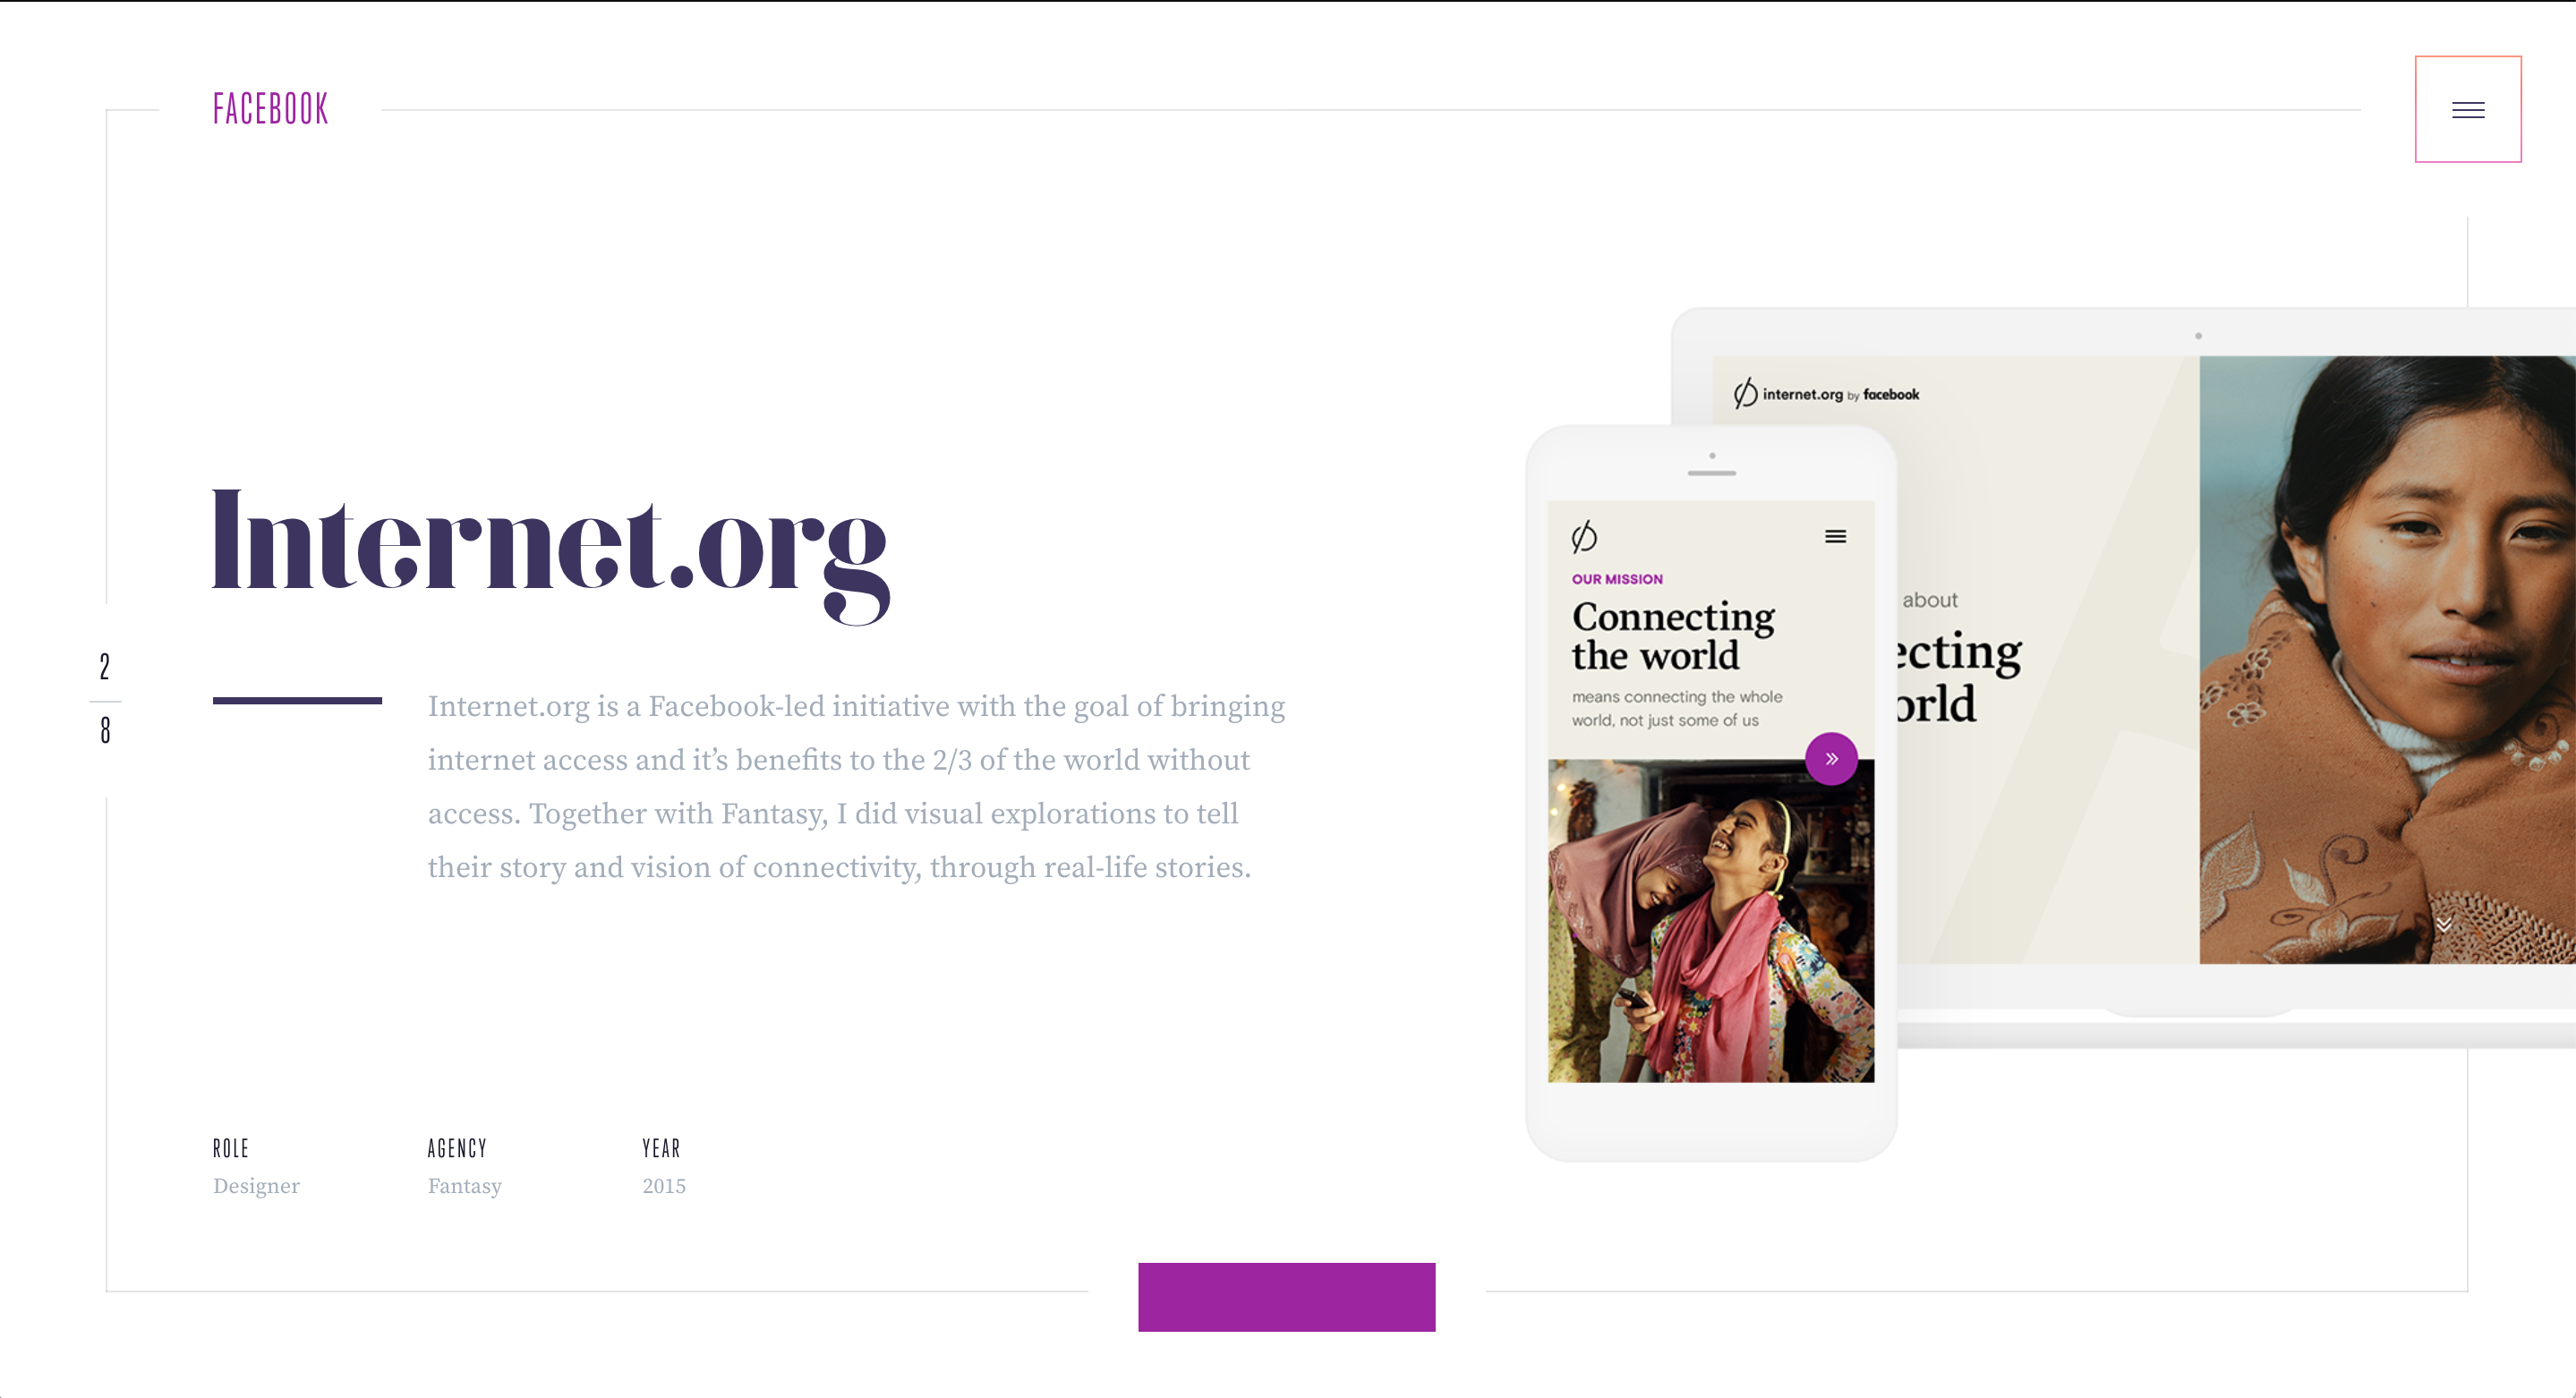 FACEBOOK
Internet.org
2
8
Internet.org is a Facebook-led initiative with the goal of bringing
internet access and it’s benefits to the 2/3 of the world without
access. Together with Fantasy, I did visual explorations to tell
their story and vision of connectivity, through real-life stories.
ROLE
Designer
AGENCY
Fantasy
YEAR
2015
OUR MISSION
Connecting
the world
means connecting the whole
world, not just some of us
internet.org by facebook
about
ecting
orld